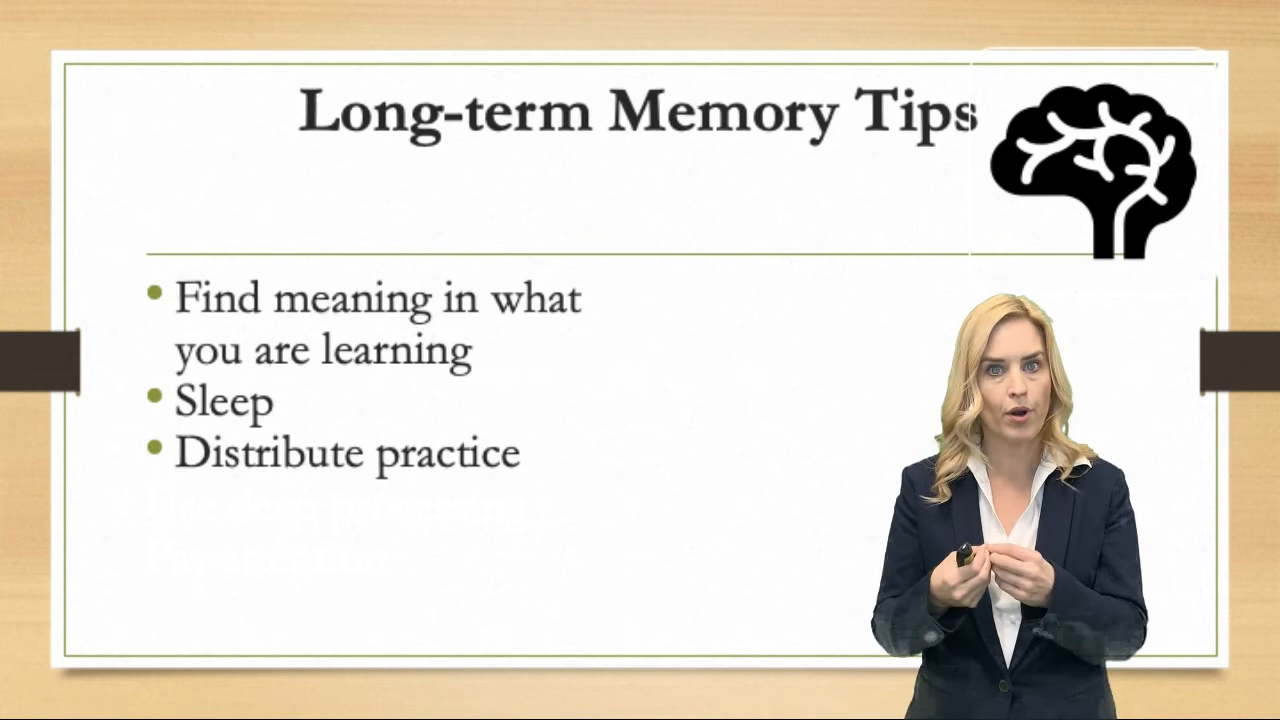 Long-term Memory Tips
• Find meaning in what
you are learning
• Sleep
• Distribute practice